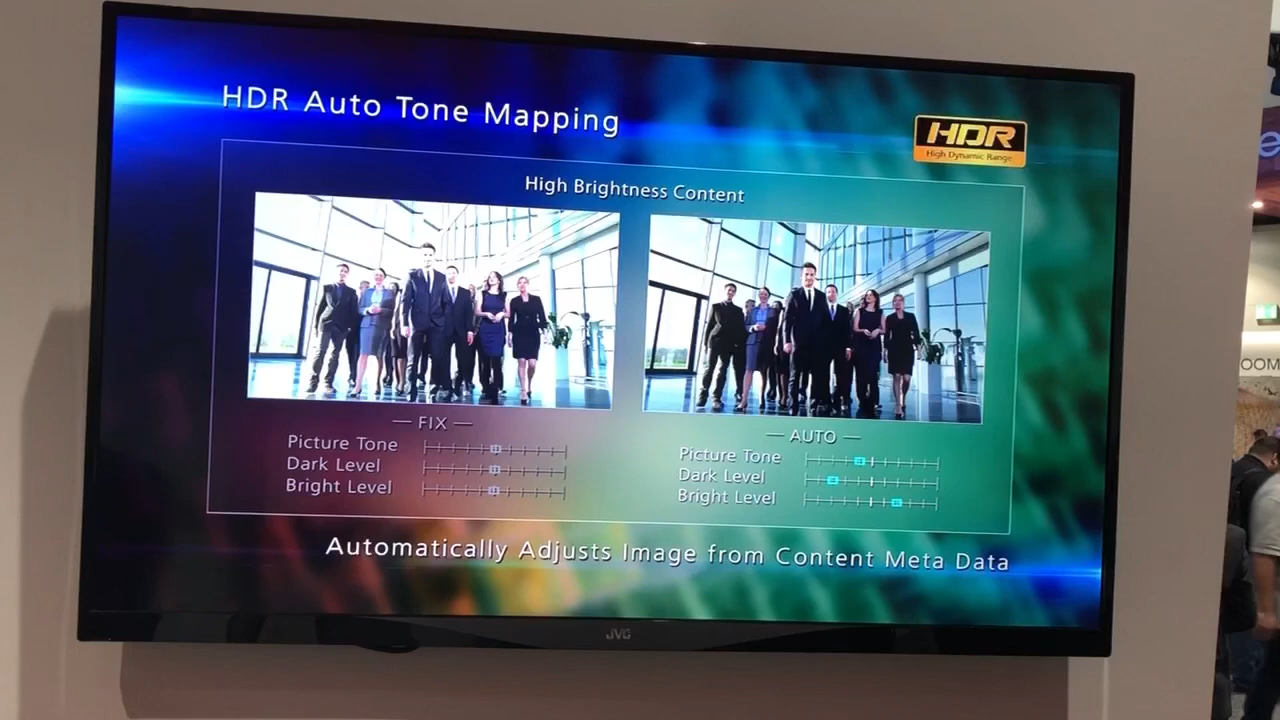 HDR Auto Tone Mapping
HDR
High Dynamic Range
High Brightness Content
— FIX —
Picture Tone
Dark Level
Bright Level
— AUTO —
Picture Tone
Dark Level
Bright Level
Automatically Adjusts Image from Content Meta Data
JVC
e
OOM